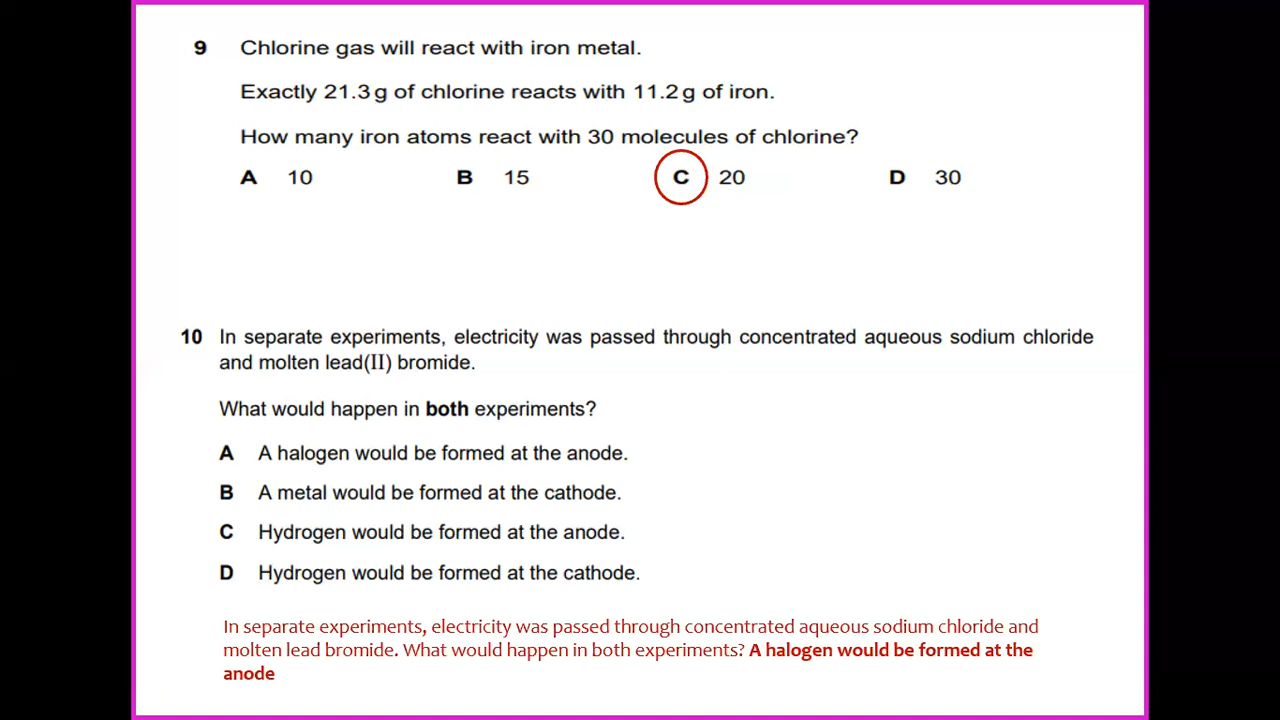 9 Chlorine gas will react with iron metal.
Exactly 21.3 g of chlorine reacts with 11.2 g of iron.
How many iron atoms react with 30 molecules of chlorine?
A 10 B 15 C 20 D 30
10 In separate experiments, electricity was passed through concentrated aqueous sodium chloride
and molten lead(II) bromide.
What would happen in both experiments?
A A halogen would be formed at the anode.
B A metal would be formed at the cathode.
C Hydrogen would be formed at the anode.
D Hydrogen would be formed at the cathode.
In separate experiments, electricity was passed through concentrated aqueous sodium chloride and
molten lead bromide. What would happen in both experiments? A halogen would be formed at the
anode